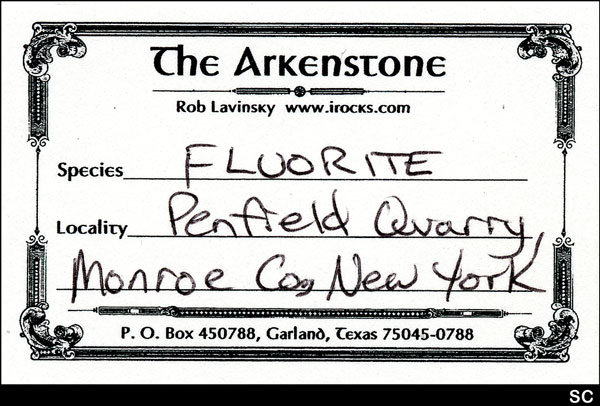 The Arkenstone
Rob Lavinsky www.irocks.com
Species FLUORITE
Locality Penfield Quarry,
Monroe Co, New York
P. O. Box 450788, Garland, Texas 75045-0788
SC